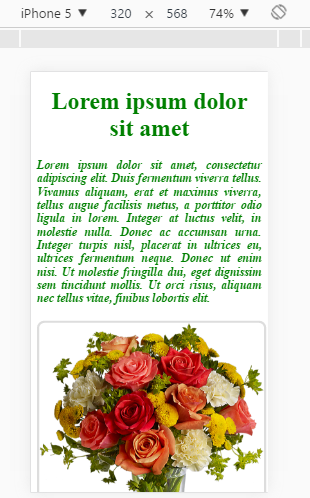 iPhone 5 ▼ 320 × 568 74% ▼
Lorem ipsum dolor
sit amet
Lorem ipsum dolor sit amet, consectetur
adipiscing elit. Duis fermentum viverra tellus.
Vivamus aliquam, erat et maximus viverra,
tellus augue facilisis metus, a porttitor odio
ligula in lorem. Integer at luctus velit, in
molestie nulla. Donec ac accumsan urna.
Integer turpis nisl, placerat in ultrices eu,
ultrices fermentum neque. Donec ut enim
nisi. Ut molestie fringilla dui, eget dignissim
sem tincidunt mollis. Ut orci risus, aliquam
nec tellus vitae, finibus lobortis elit.